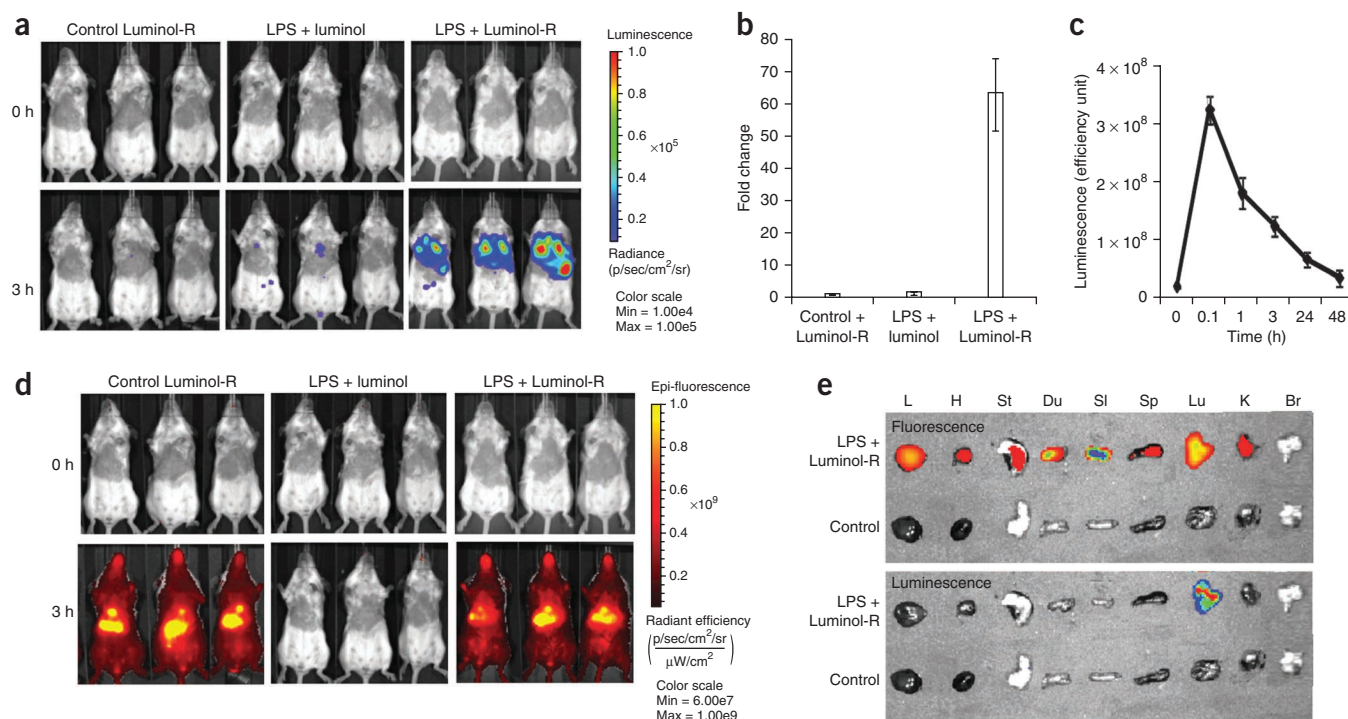 a
Control Luminol-R
LPS + luminol
LPS + Luminol-R
0 h
3 h
Luminescence
1.0
0.8
0.6
×10⁵
0.4
0.2
Radiance
(p/sec/cm²/sr)
Color scale
Min = 1.00e4
Max = 1.00e5
b
Fold change
80
70
60
50
40
30
20
10
0
Control +
Luminol-R
LPS +
luminol
LPS +
Luminol-R
c
Luminescence (efficiency unit)
4 × 10⁸
3 × 10⁸
2 × 10⁸
1 × 10⁸
0
0 0.1 1 3 24 48
Time (h)
d
Control Luminol-R
LPS + luminol
LPS + Luminol-R
0 h
3 h
Epi-fluorescence
1.0
0.8
0.6
×10⁹
0.4
0.2
Radiant efficiency
(p/sec/cm²/sr
µW/cm²)
Color scale
Min = 6.00e7
Max = 1.00e9
e
L H St Du Sl Sp Lu K Br
Fluorescence
LPS +
Luminol-R
Control
Luminescence
LPS +
Luminol-R
Control